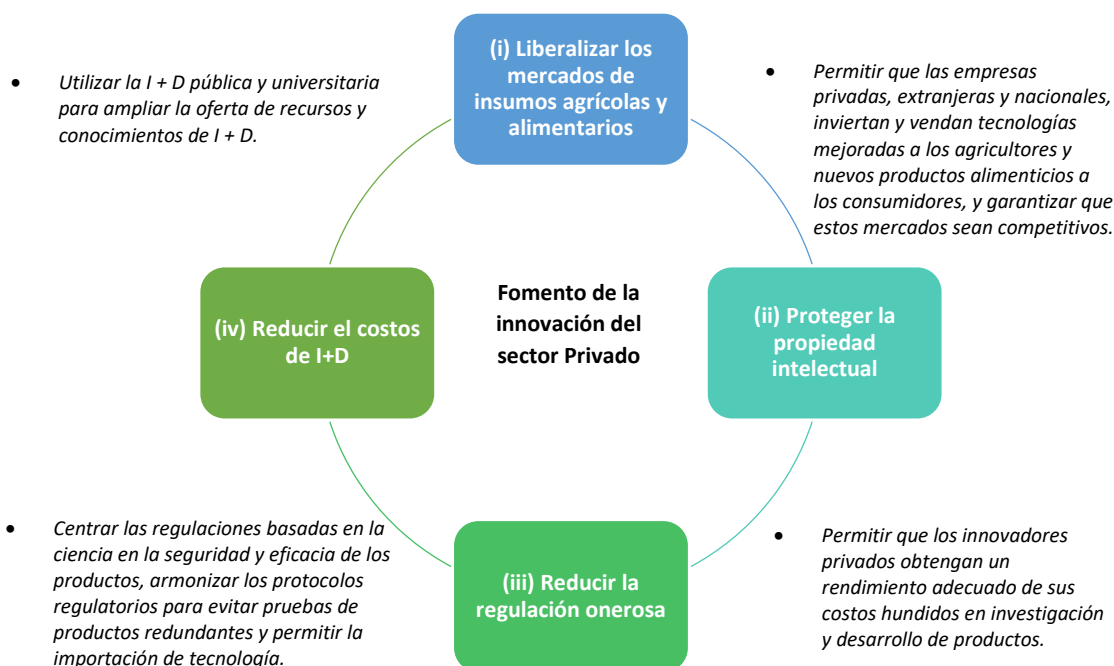 (i) Liberalizar los
mercados de
insumos agrícolas y
alimentarios
• Utilizar la I + D pública y universitaria
para ampliar la oferta de recursos y
conocimientos de I + D.
• Permitir que las empresas
privadas, extranjeras y nacionales,
inviertan y vendan tecnologías
mejoradas a los agricultores y
nuevos productos alimenticios a
los consumidores, y garantizar que
estos mercados sean competitivos.
(iv) Reducir el costos
de I+D
Fomento de la
innovación del
sector Privado
(ii) Proteger la
propiedad
intelectual
• Centrar las regulaciones basadas en la
ciencia en la seguridad y eficacia de los
productos, armonizar los protocolos
regulatorios para evitar pruebas de
productos redundantes y permitir la
importación de tecnología.
(iii) Reducir la
regulación onerosa
• Permitir que los innovadores
privados obtengan un
rendimiento adecuado de sus
costos hundidos en investigación
y desarrollo de productos.